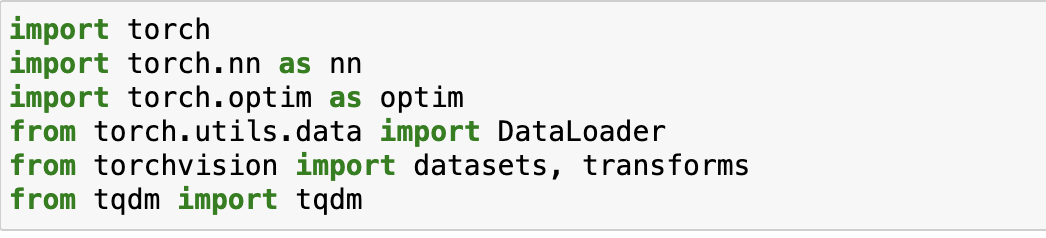 import torch
import torch.nn as nn
import torch.optim as optim
from torch.utils.data import DataLoader
from torchvision import datasets, transforms
from tqdm import tqdm